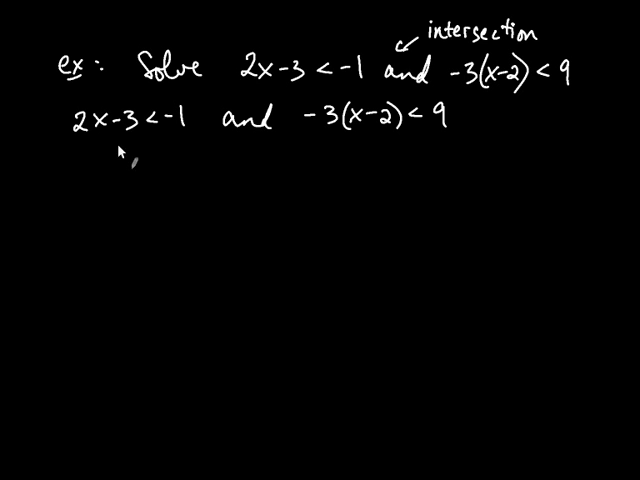 intersection
ex: Solve 2x-3 < -1 and -3(x-2) < 9
2x-3 < -1 and -3(x-2) < 9